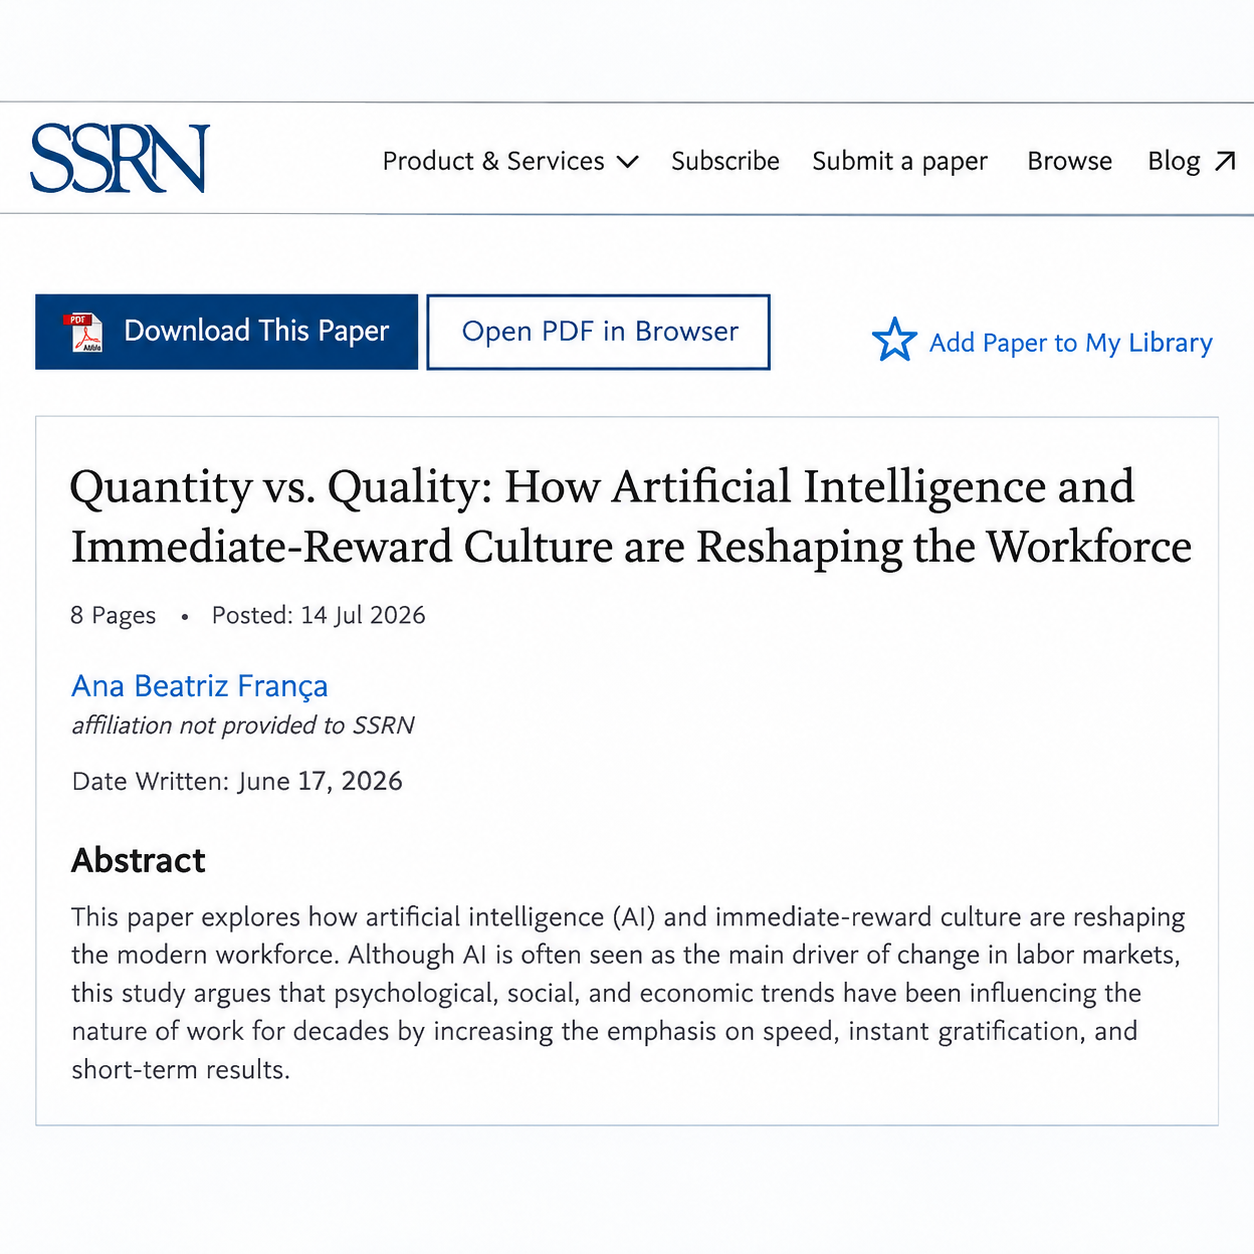 SSRN
Product & Services
Subscribe
Submit a paper
Browse
Blog
PDF
Adobe
Download This Paper
Open PDF in Browser
Add Paper to My Library
Quantity vs. Quality: How Artificial Intelligence and
Immediate-Reward Culture are Reshaping the Workforce
8 Pages • Posted: 14 Jul 2026
Ana Beatriz França
affiliation not provided to SSRN
Date Written: June 17, 2026
Abstract
This paper explores how artificial intelligence (AI) and immediate-reward culture are reshaping
the modern workforce. Although AI is often seen as the main driver of change in labor markets,
this study argues that psychological, social, and economic trends have been influencing the
nature of work for decades by increasing the emphasis on speed, instant gratification, and
short-term results.